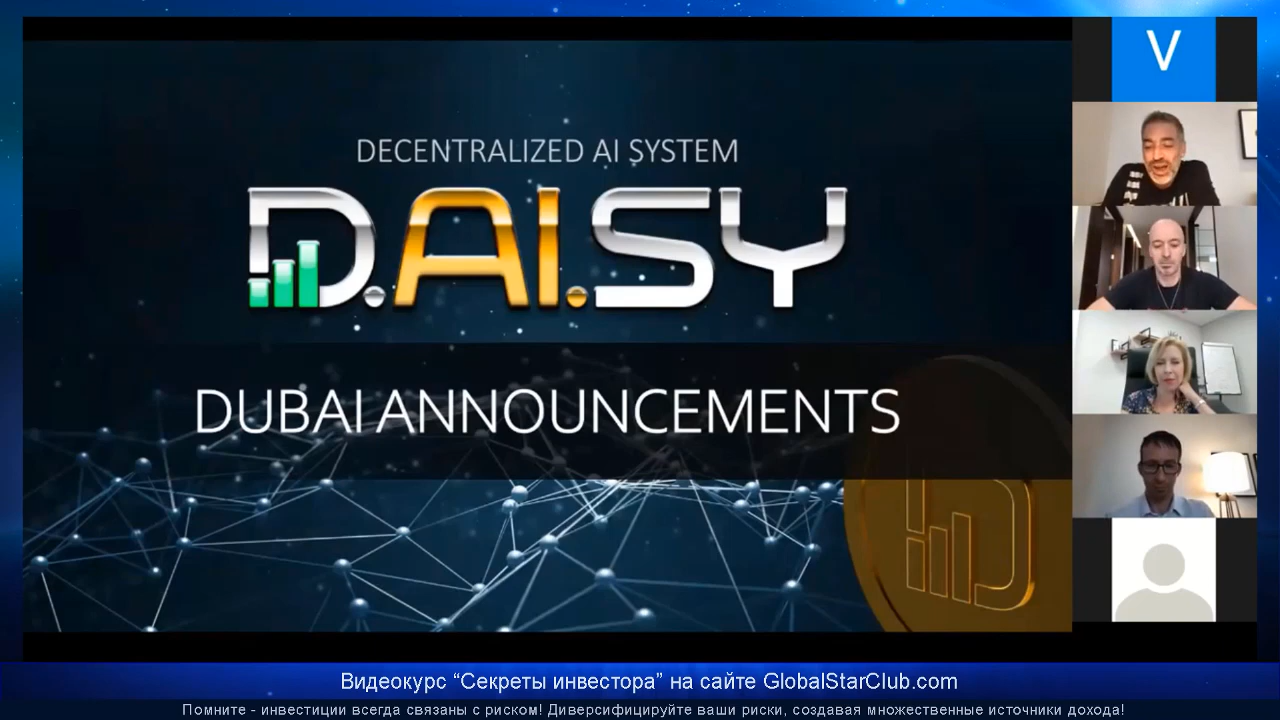 DECENTRALIZED AI SYSTEM
D.AI.SY
DUBAI ANNOUNCEMENTS
V
Видеокурс “Секреты инвестора” на сайте GlobalStarClub.com
Помните - инвестиции всегда связаны с риском! Диверсифицируйте ваши риски, создавая множественные источники дохода!